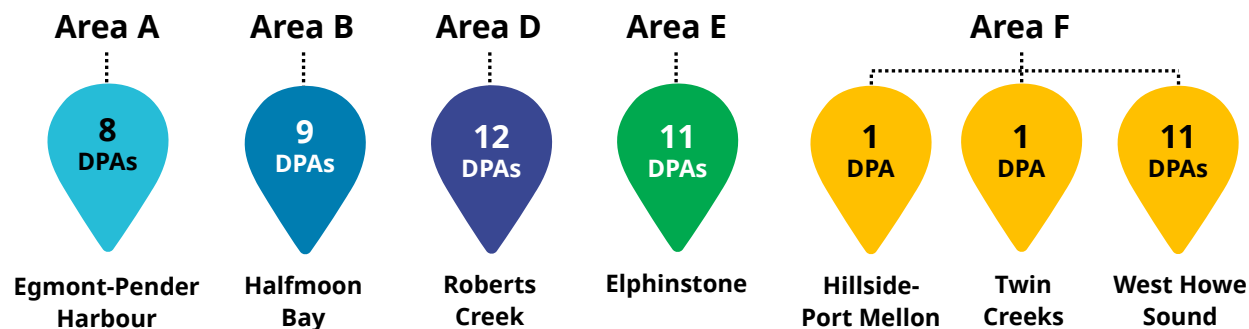 Area A
Area B
Area D
Area E
Area F
8
DPAs
9
DPAs
12
DPAs
11
DPAs
1
DPA
1
DPA
11
DPAs
Egmont-Pender
Harbour
Halfmoon
Bay
Roberts
Creek
Elphinstone
Hillside-
Port Mellon
Twin
Creeks
West Howe
Sound